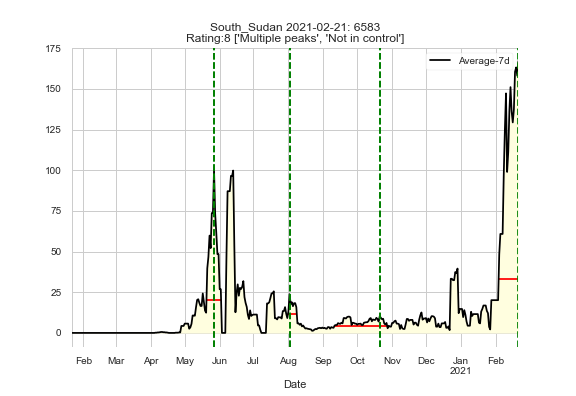 South_Sudan 2021-02-21: 6583
Rating:8 ['Multiple peaks', 'Not in control']
175
Average-7d
150
125
100
75
50
25
0
Feb Mar Apr May Jun Jul Aug Sep Oct Nov Dec Jan Feb
2021
Date